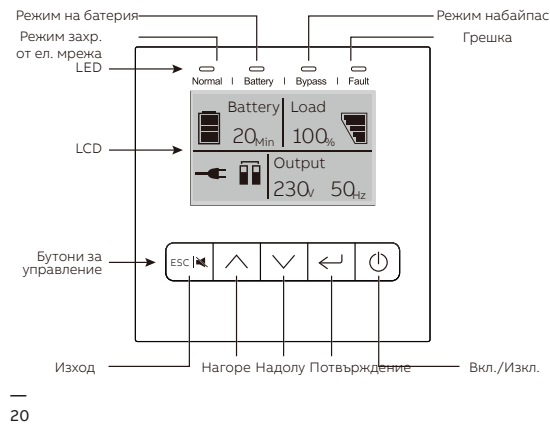 Режим на батерия
Режим набайпас
Режим захр.
от ел. мрежа
Грешка
LED
Normal | Battery | Bypass | Fault
LCD
Battery Load
20Min 100%
Output
230V 50Hz
Бутони за
управление
ESC
Изход
Нагоре Надолу Потвърждение
Вкл./Изкл.
20